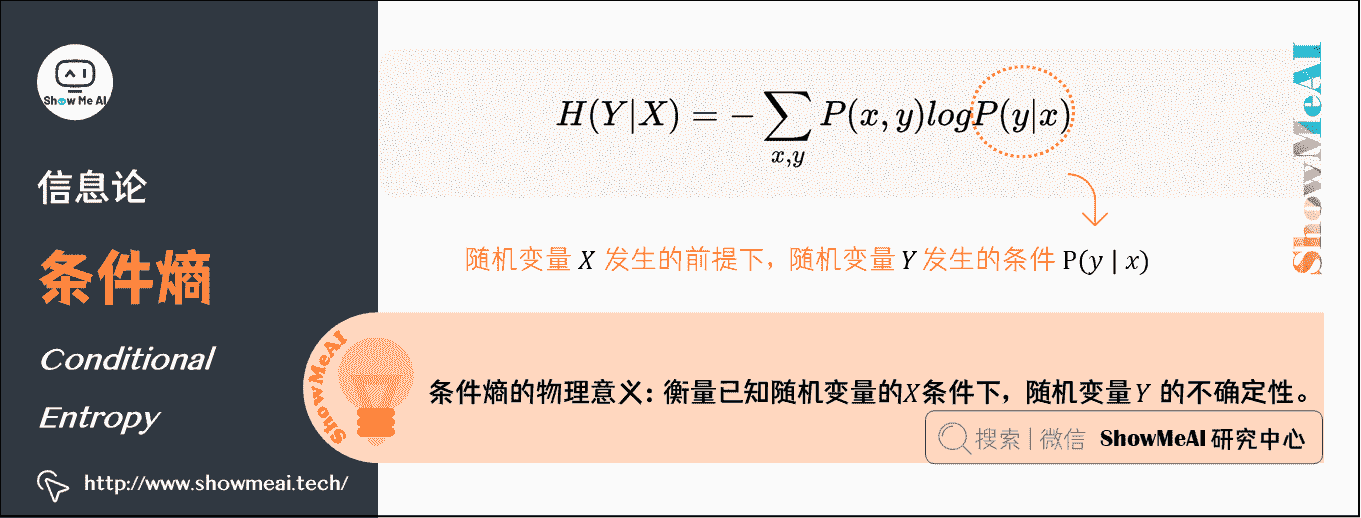 Show Me AI
信息论
条件熵
Conditional
Entropy
http://www.showmeai.tech/
H(Y|X) = − ∑ P(x,y)logP(y|x)
x,y
随机变量 X 发生的前提下，随机变量 Y 发生的条件 P(y | x)
ShowMeAI
ShowMeAI
条件熵的物理意义：衡量已知随机变量的X条件下，随机变量Y 的不确定性。
搜索 | 微信 ShowMeAI 研究中心